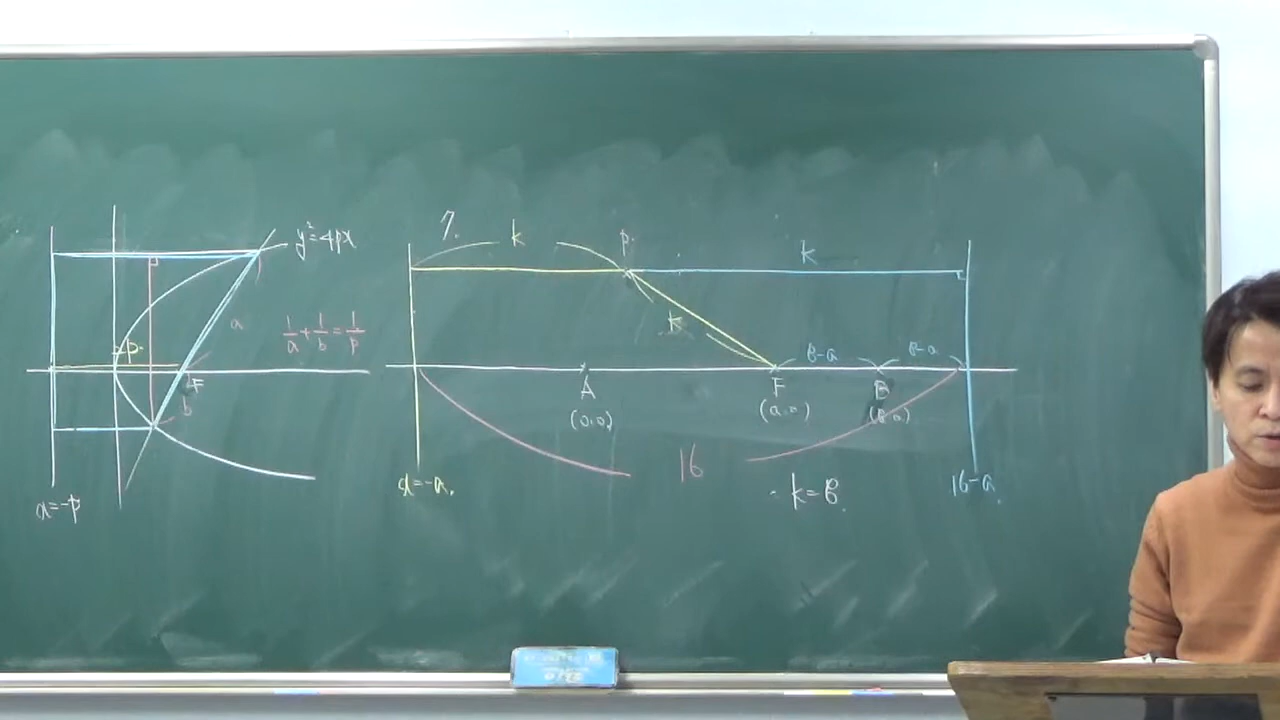 y²=4px
a
1/a+1/b=1/p
p
F
b
x=-p
7.
k
P
k
k
8-a
8-a
A
F
B
(0,0)
(a,0)
(8,0)
16
x=-a
k=8
16-a